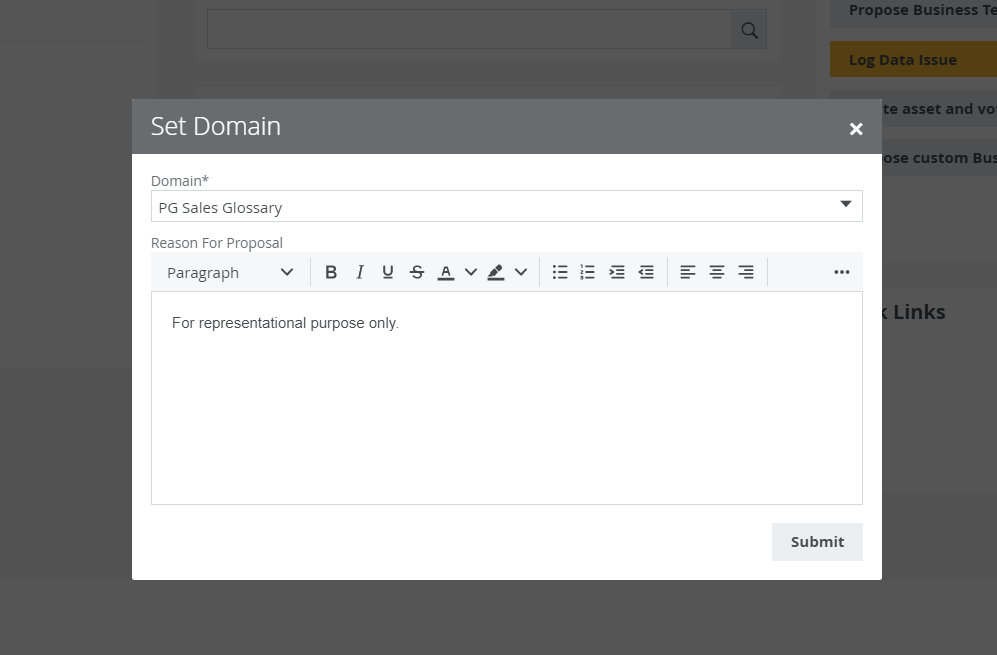 Propose Business Te
Log Data Issue
te asset and vo
ose custom Bus
Set Domain
Domain*
PG Sales Glossary
Reason For Proposal
Paragraph
B I U S A
For representational purpose only.
Submit
Links